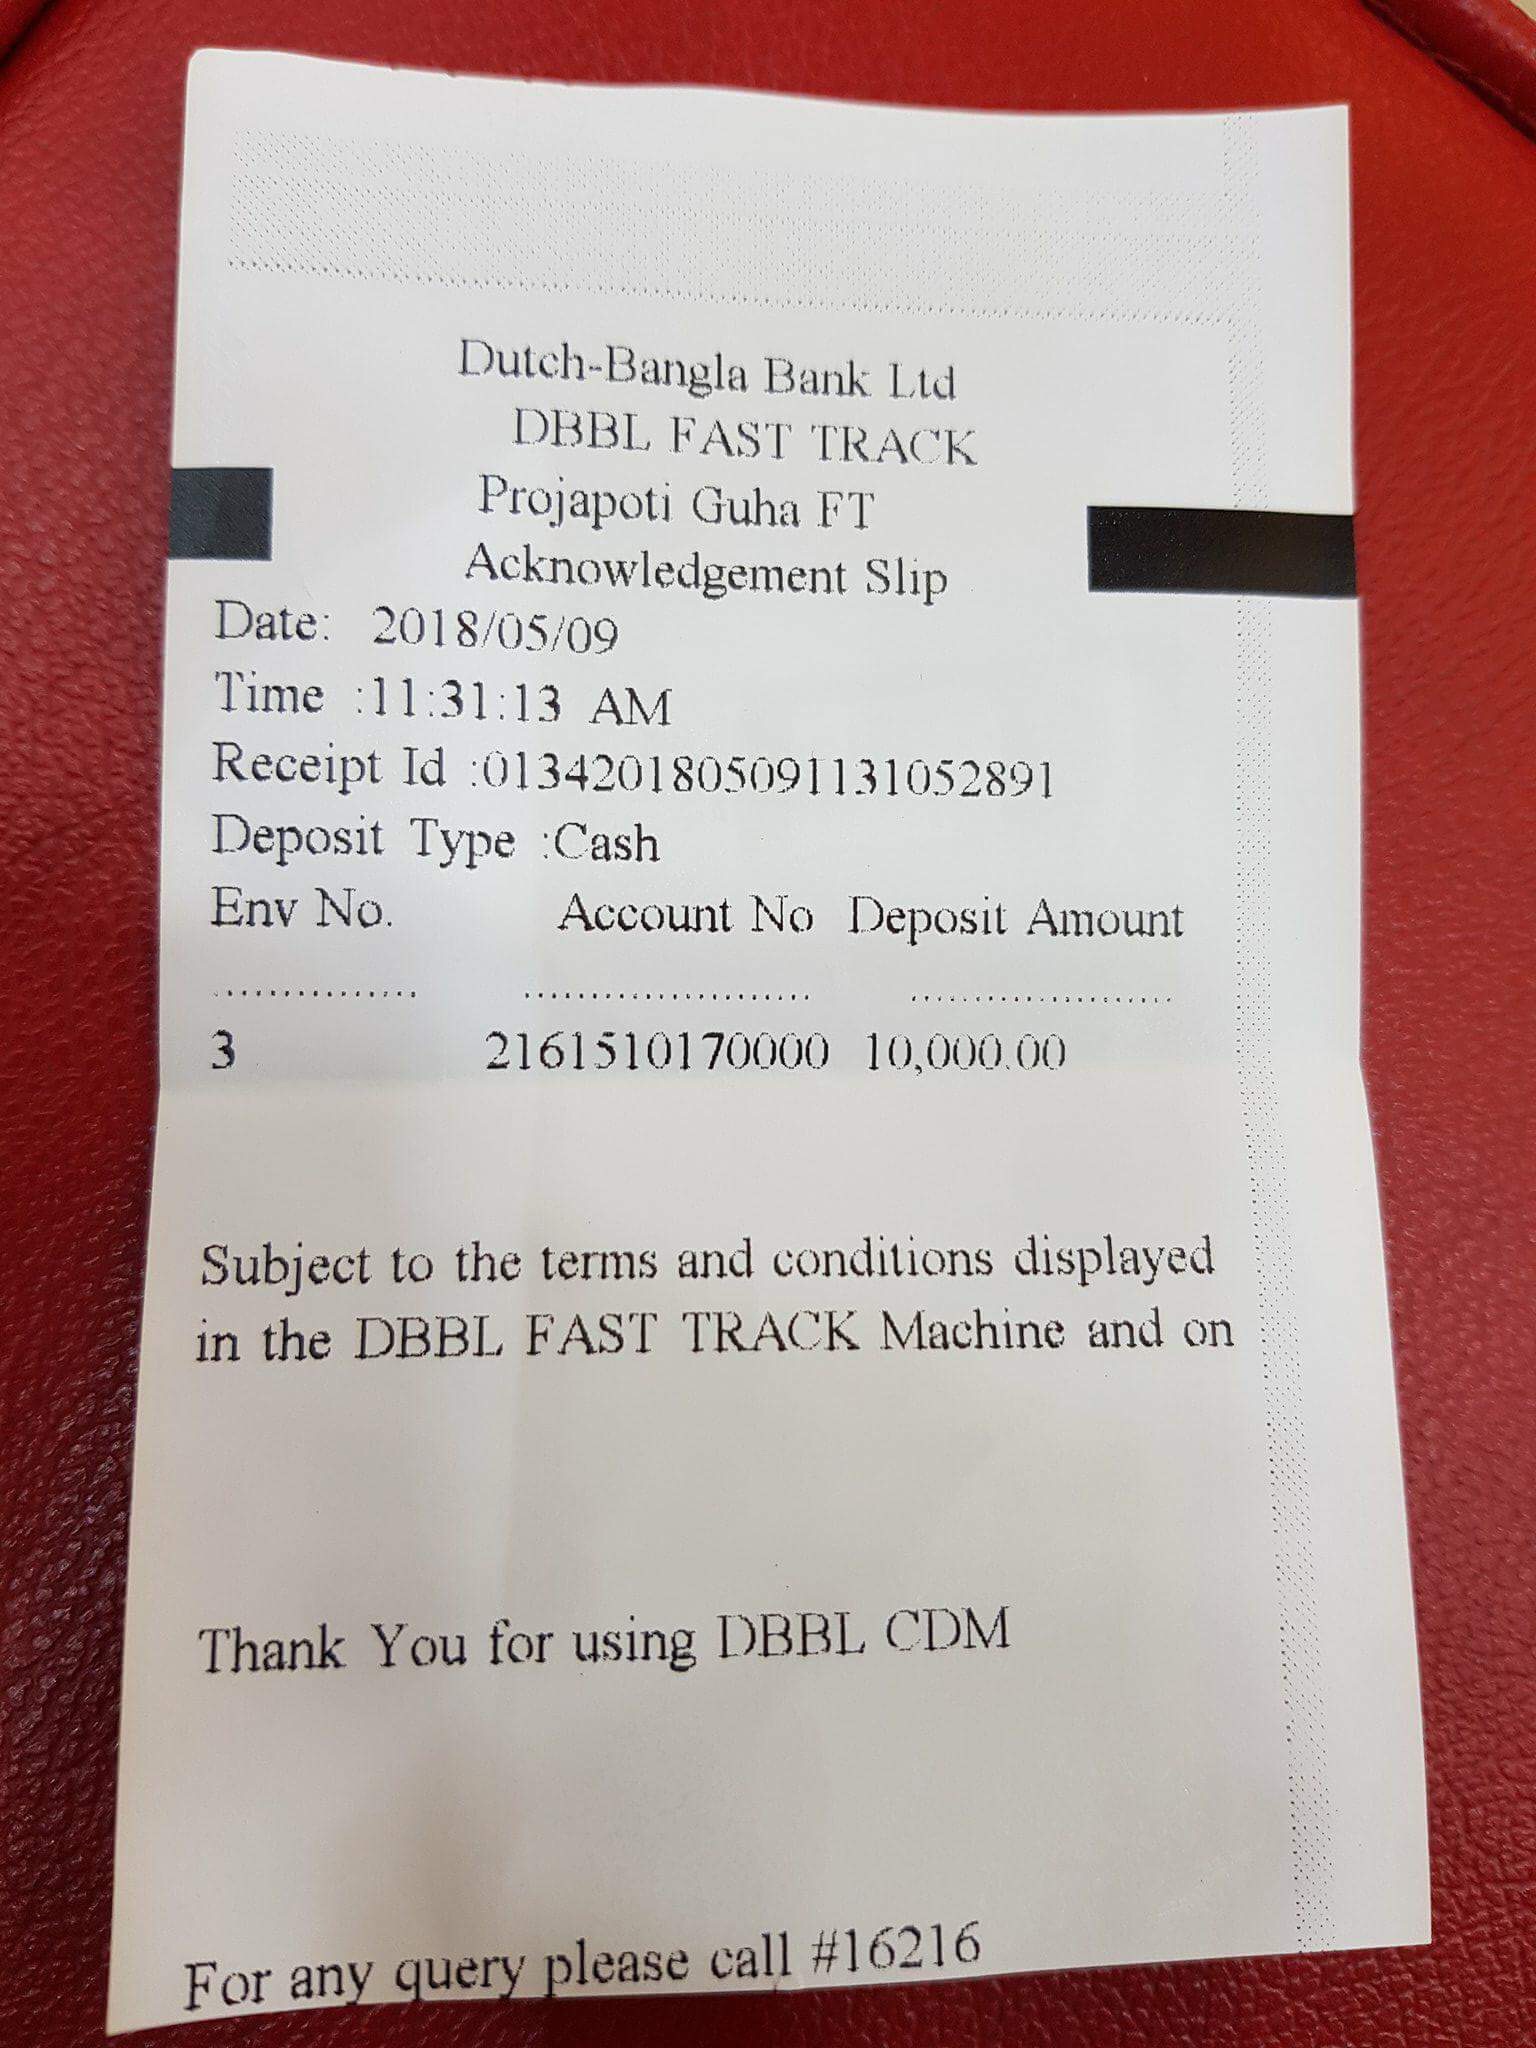 Dutch-Bangla Bank Ltd
DBBL FAST TRACK
Projapoti Guha FT
Acknowledgement Slip
Date: 2018/05/09
Time :11:31:13 AM
Receipt Id :0134201805091131052891
Deposit Type :Cash
Env No. Account No Deposit Amount
3 2161510170000 10,000.00
Subject to the terms and conditions displayed
in the DBBL FAST TRACK Machine and on
Thank You for using DBBL CDM
For any query please call #16216